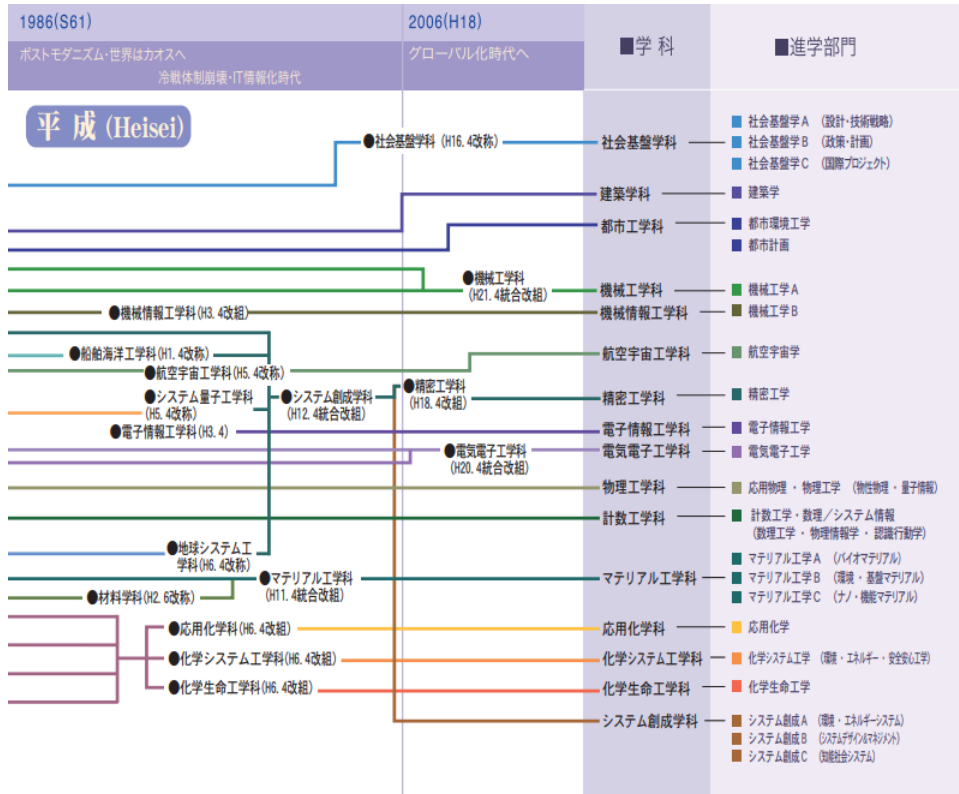 1986(S61)
2006(H18)
■学 科
■進学部門
ポストモダニズム・世界はカオスへ
冷戦体制崩壊・IT情報化時代
グローバル化時代へ
平 成 (Heisei)
●社会基盤学科 (H16.4改称)
社会基盤学科
■ 社会基盤学A (設計・技術戦略)
■ 社会基盤学B (政策・計画)
■ 社会基盤学C (国際プロジェクト)
建築学科
■ 建築学
都市工学科
■ 都市環境工学
■ 都市計画
●機械工学科
(H21.4統合改組)
機械工学科
■ 機械工学A
●機械情報工学科(H3.4改組)
機械情報工学科
■ 機械工学B
●船舶海洋工学科(H1.4改称)
●航空宇宙工学科(H5.4改称)
航空宇宙工学科
■ 航空宇宙学
●システム量子工学科
(H5.4改称)
●システム創成学科
(H12.4統合改組)
●精密工学科
(H18.4改組)
精密工学科
■ 精密工学
●電子情報工学科(H3.4)
電子情報工学科
■ 電子情報工学
●電気電子工学科
(H20.4統合改組)
電気電子工学科
■ 電気電子工学
物理工学科
■ 応用物理・物理工学 (物性物理・量子情報)
計数工学科
■ 計数工学・数理/システム情報
(数理工学・物理情報学・認識行動学)
●地球システム工
学科(H6.4改称)
●マテリアル工学科
(H11.4統合改組)
マテリアル工学科
■ マテリアル工学A (バイオマテリアル)
■ マテリアル工学B (環境・基盤マテリアル)
■ マテリアル工学C (ナノ・機能マテリアル)
●材料学科(H2.6改称)
●応用化学科(H6.4改組)
応用化学科
■ 応用化学
●化学システム工学科(H6.4改組)
化学システム工学科
■ 化学システム工学 (環境・エネルギー・安全安心工学)
●化学生命工学科(H6.4改組)
化学生命工学科
■ 化学生命工学
システム創成学科
■ システム創成A (環境・エネルギーシステム)
■ システム創成B (システムデザイン&マネジメント)
■ システム創成C (知能社会システム)